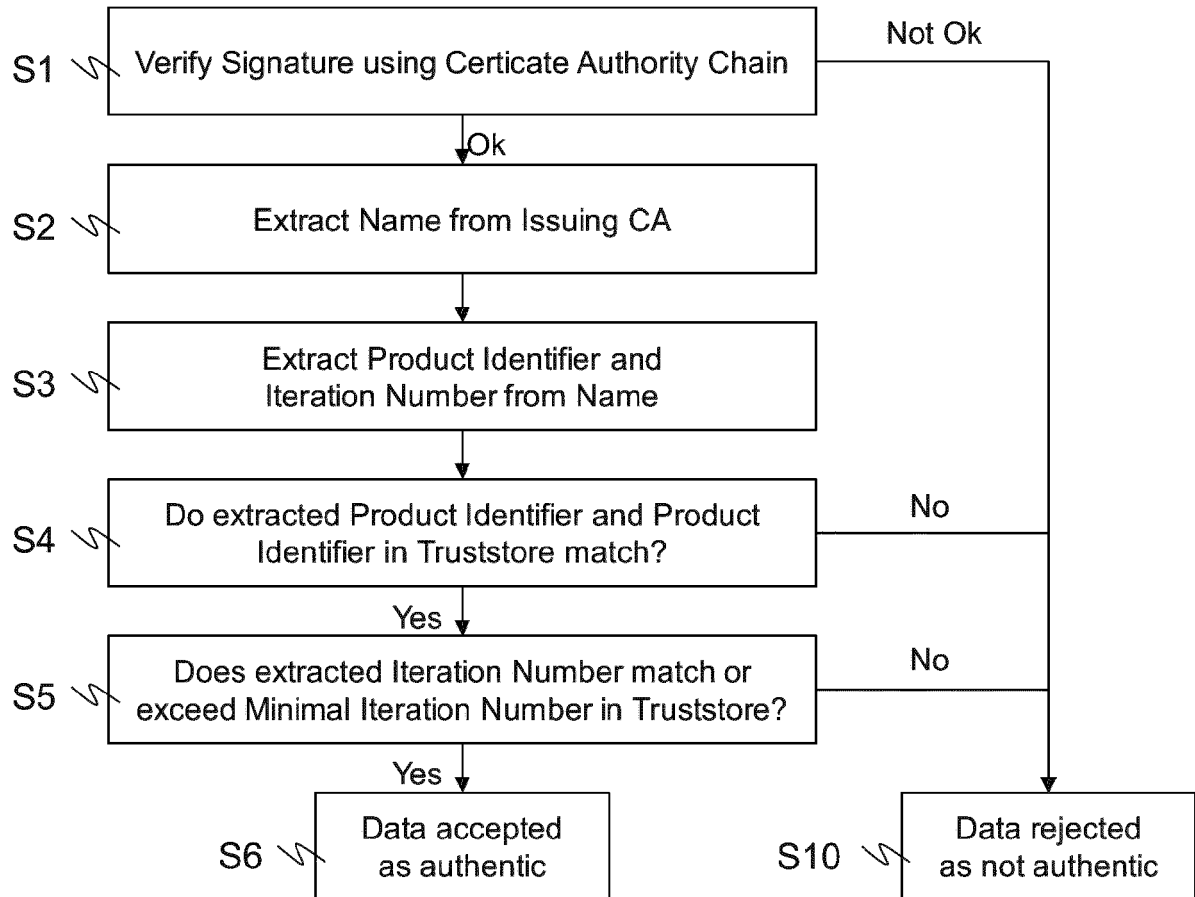 Not Ok
S1
Verify Signature using Certicate Authority Chain
Ok
S2
Extract Name from Issuing CA
S3
Extract Product Identifier and
Iteration Number from Name
S4
Do extracted Product Identifier and Product
Identifier in Truststore match?
No
Yes
S5
Does extracted Iteration Number match or
exceed Minimal Iteration Number in Truststore?
No
Yes
S6
Data accepted
as authentic
S10
Data rejected
as not authentic